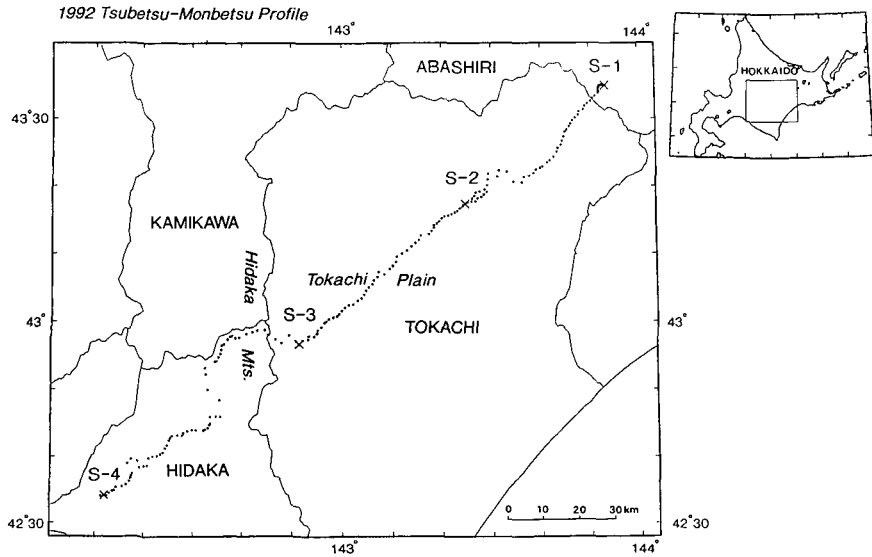 1992 Tsubetsu-Monbetsu Profile
143°
144°
ABASHIRI
S-1
HOKKAIDO
43°30'
S-2
KAMIKAWA
Hidaka
Tokachi Plain
S-3
43°
TOKACHI
43°
Mts.
S-4
HIDAKA
0 10 20 30 km
42°30'
42°30'
143°
144°